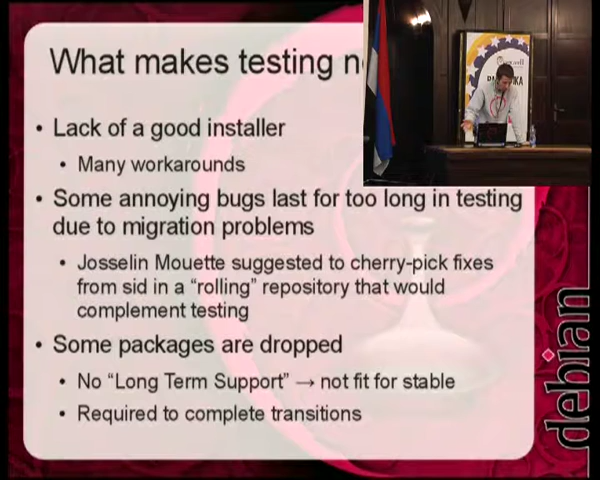 What makes testing n
• Lack of a good installer
• Many workarounds
• Some annoying bugs last for too long in testing
due to migration problems
• Josselin Mouette suggested to cherry-pick fixes
from sid in a “rolling” repository that would
complement testing
• Some packages are dropped
• No “Long Term Support” → not fit for stable
• Required to complete transitions
debian